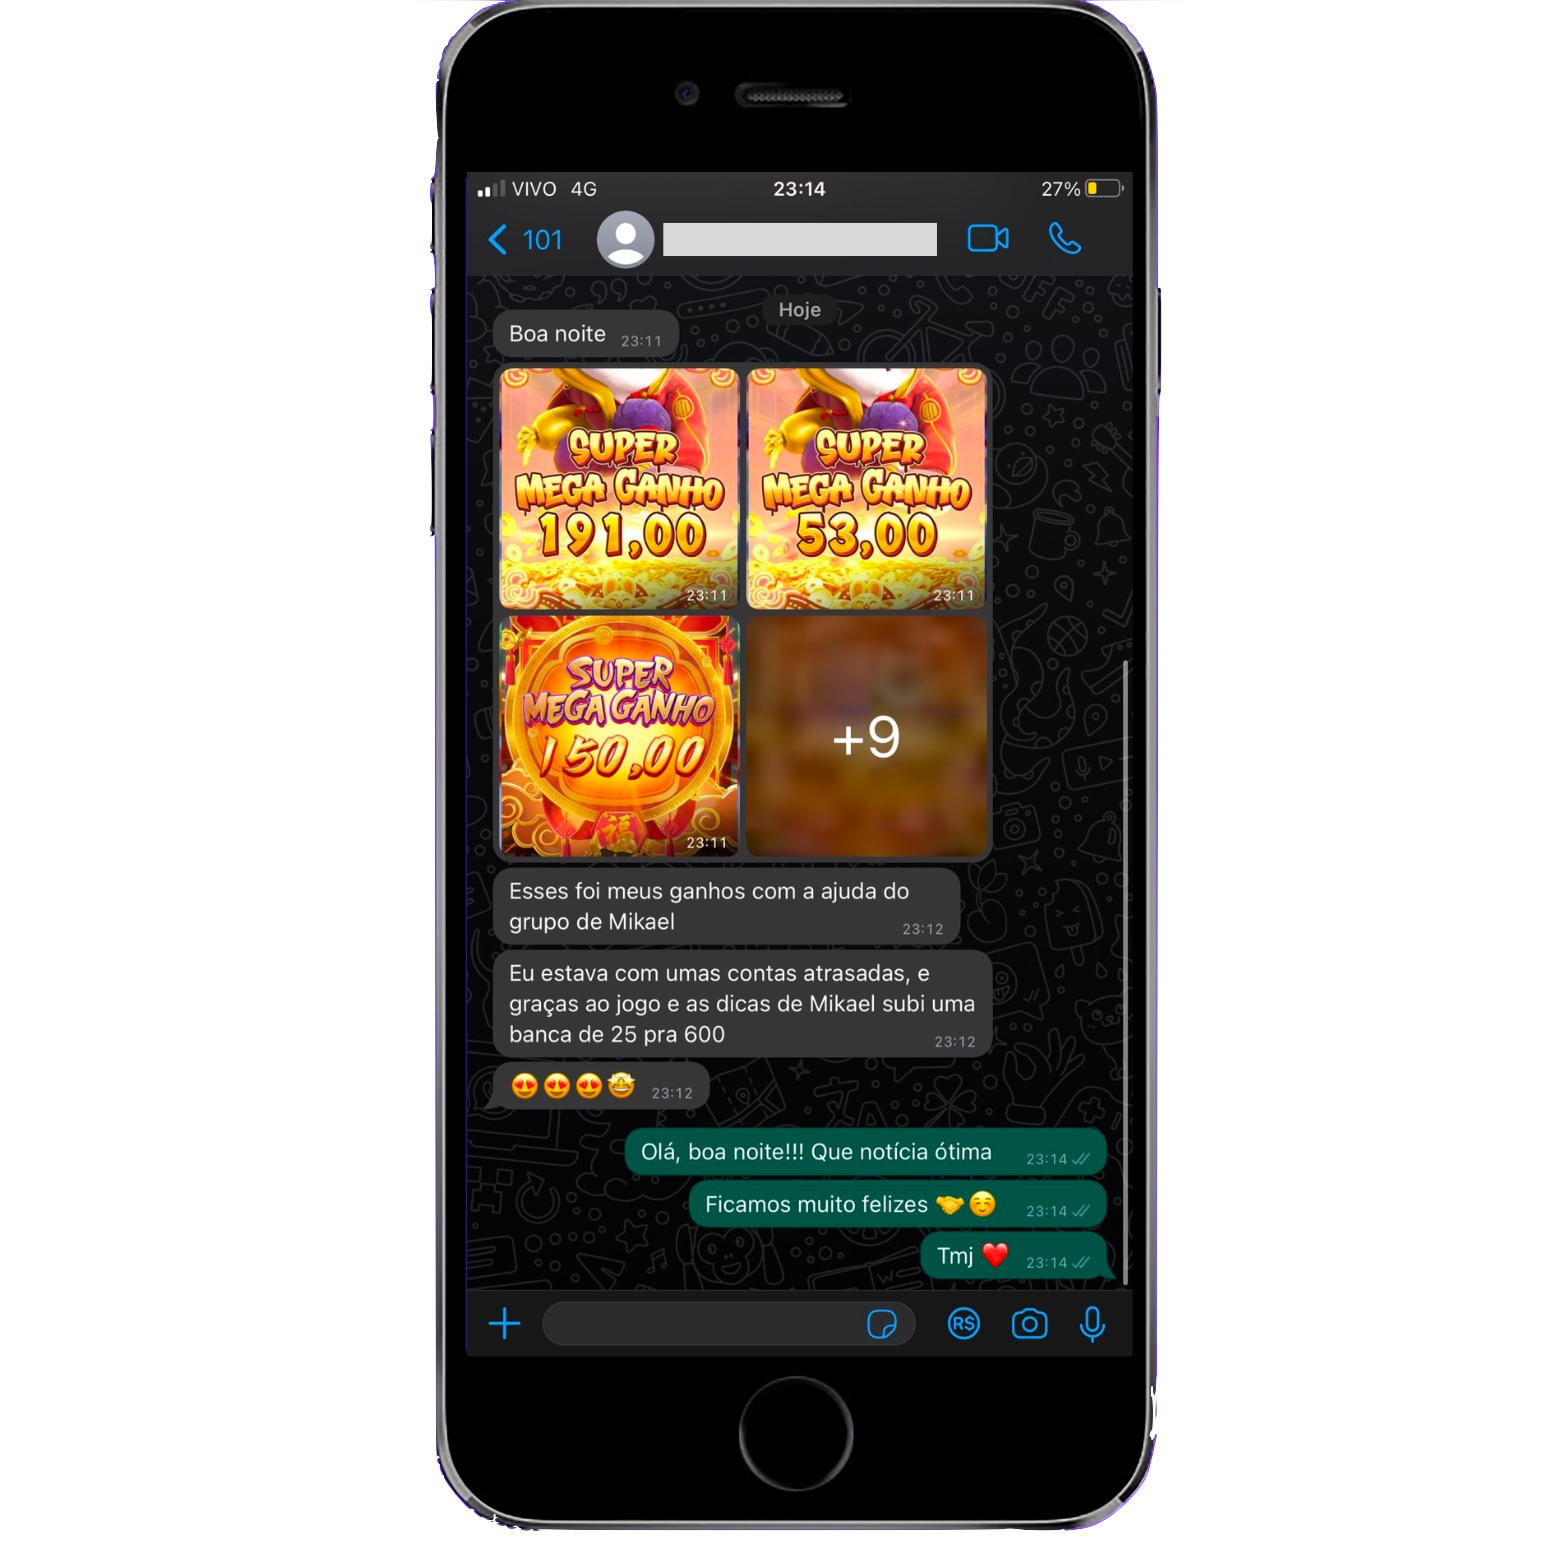 VIVO 4G 23:14 27%
101
Hoje
Boa noite 23:11
SUPER
MEGA GANHO
191,00
23:11
SUPER
MEGA GANHO
53,00
23:11
SUPER
MEGA GANHO
150,00
福
23:11
+9
Esses foi meus ganhos com a ajuda do
grupo de Mikael
23:12
Eu estava com umas contas atrasadas, e
graças ao jogo e as dicas de Mikael subi uma
banca de 25 pra 600
23:12
😍😍😍🤩 23:12
Olá, boa noite!!! Que notícia ótima 23:14
Ficamos muito felizes 🤝☺️ 23:14
Tmj ❤️ 23:14
R$